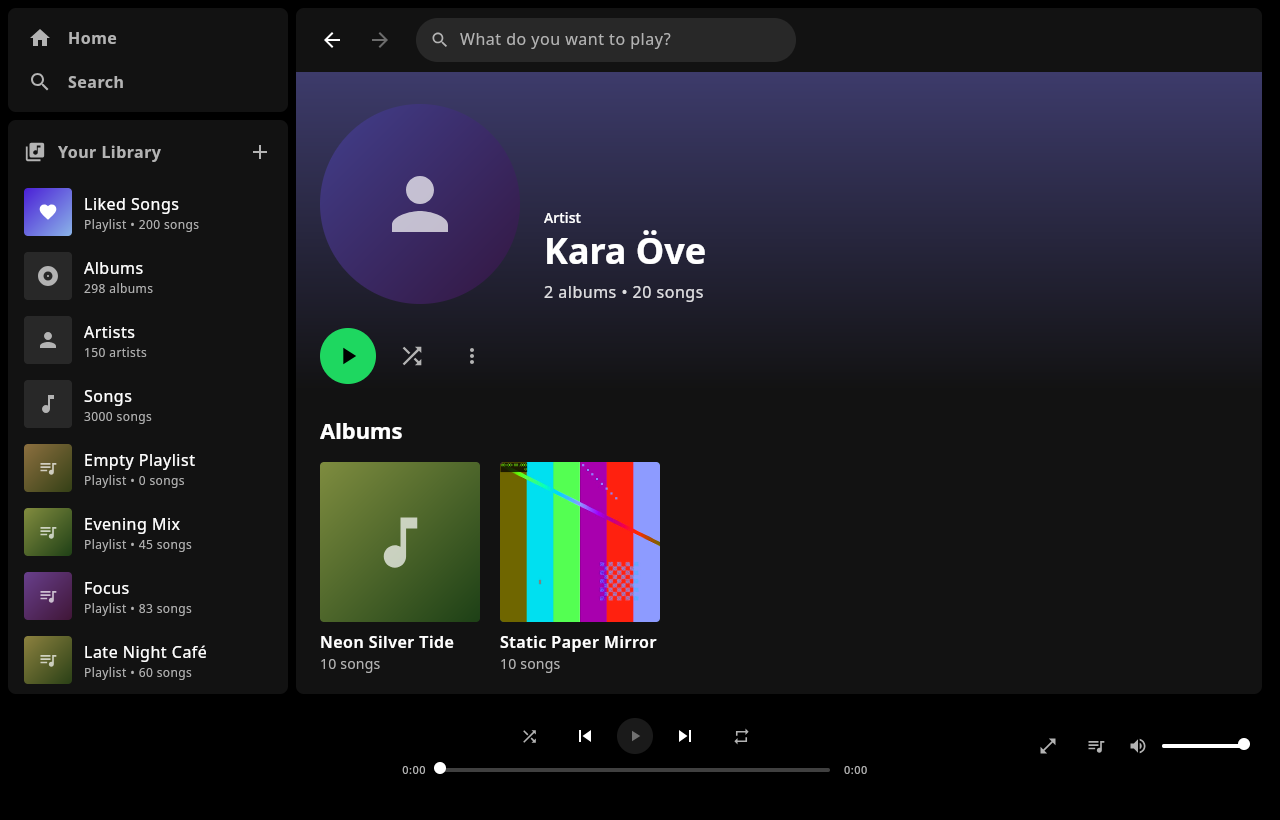 Home
Search
Your Library
Liked Songs
Playlist • 200 songs
Albums
298 albums
Artists
150 artists
Songs
3000 songs
Empty Playlist
Playlist • 0 songs
Evening Mix
Playlist • 45 songs
Focus
Playlist • 83 songs
Late Night Café
Playlist • 60 songs
What do you want to play?
Artist
Kara Öve
2 albums • 20 songs
Albums
Neon Silver Tide
10 songs
Static Paper Mirror
10 songs
0:00
0:00